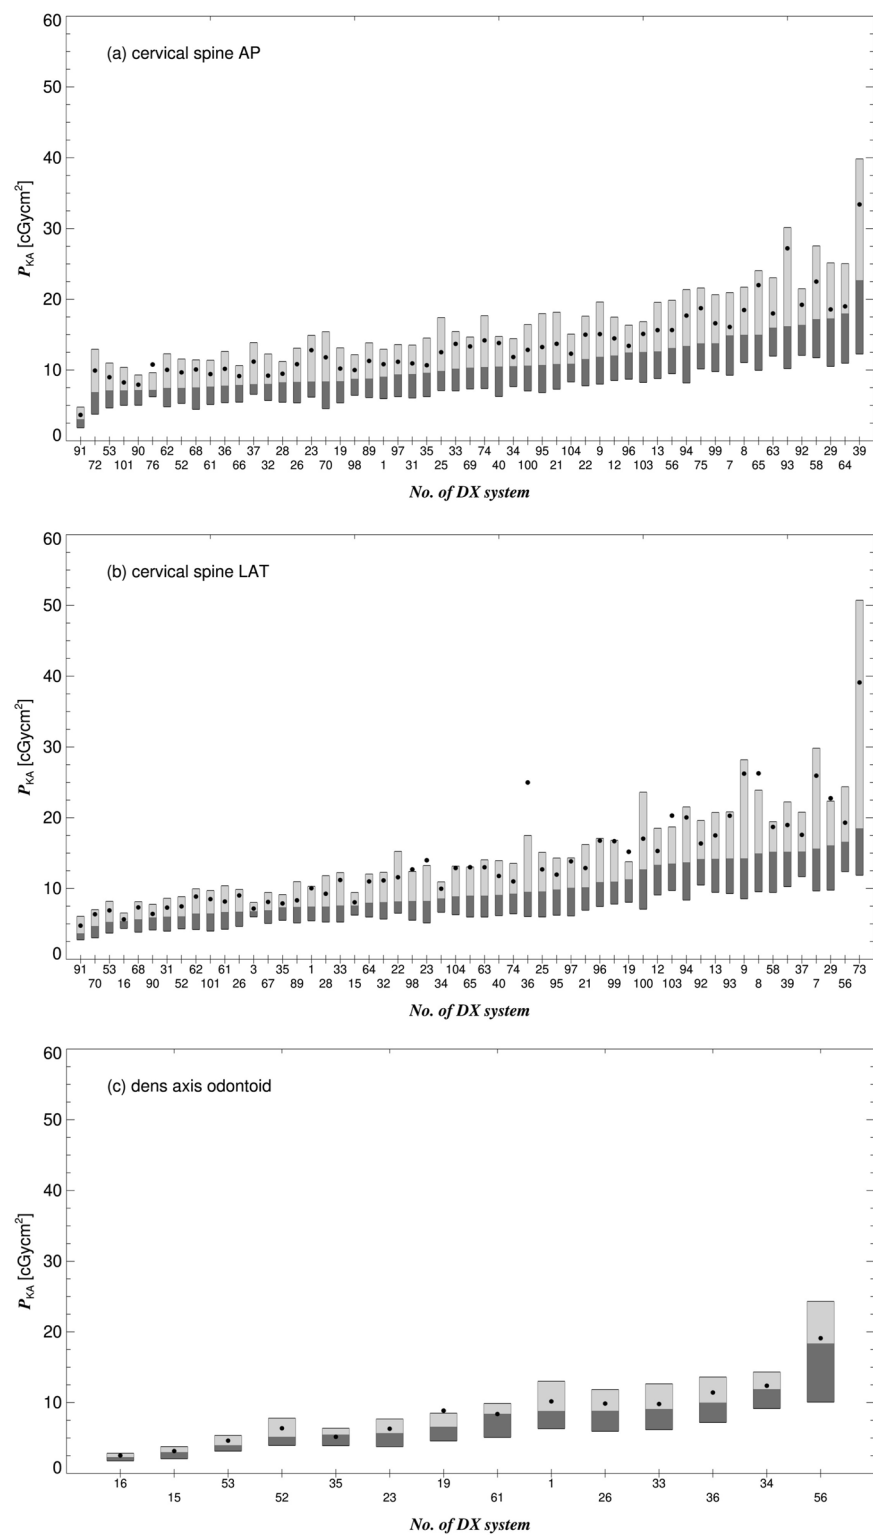 60
(a) cervical spine AP
50
40
30
20
10
0
P_KA [cGycm²]
91 53 90 62 68 36 37 28 23 19 89 97 35 33 74 34 95 104 9 96 13 94 99 8 63 92 29 39
72 101 76 52 61 66 32 26 70 98 1 31 25 69 40 100 21 22 12 103 56 75 7 65 93 58 64
No. of DX system
60
(b) cervical spine LAT
50
40
30
20
10
0
P_KA [cGycm²]
91 53 68 31 62 61 3 35 1 33 64 22 23 104 63 74 25 97 96 19 12 94 13 9 58 37 29 73
70 16 90 52 101 26 67 89 28 15 32 98 34 65 40 36 95 21 99 100 103 92 93 8 39 7 56
No. of DX system
60
(c) dens axis odontoid
50
40
30
20
10
0
P_KA [cGycm²]
16 53 35 19 1 33 34
15 52 23 61 26 36 56
No. of DX system